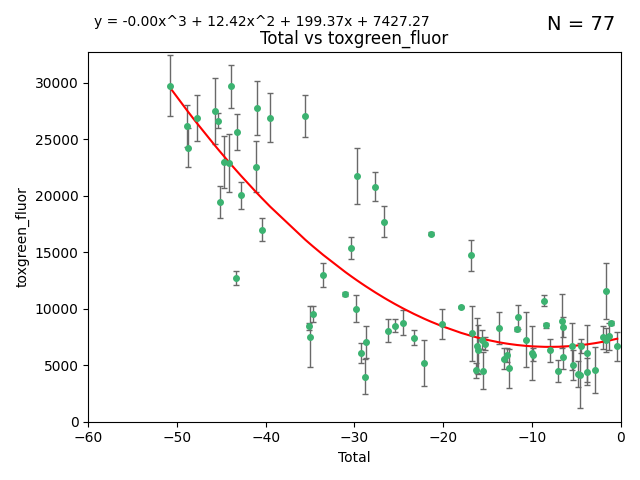 y = -0.00x^3 + 12.42x^2 + 199.37x + 7427.27
N = 77
Total vs toxgreen_fluor
30000
25000
20000
15000
10000
5000
0
toxgreen_fluor
−60
−50
−40
−30
−20
−10
0
Total